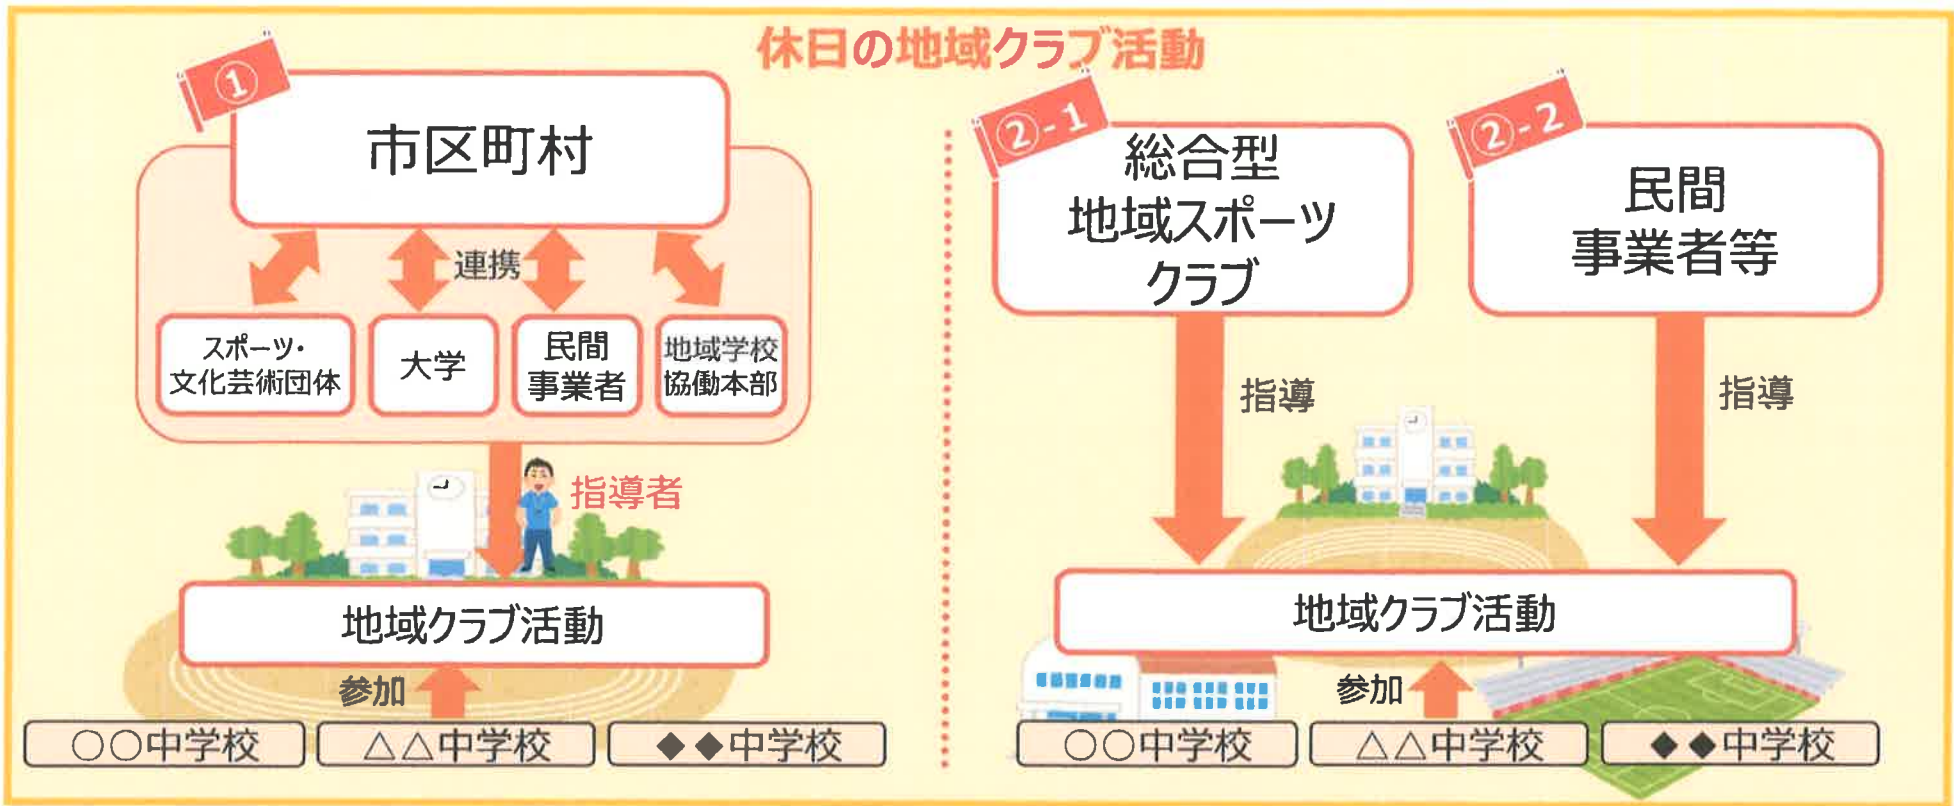 休日の地域クラブ活動
①
市区町村
連携
スポーツ・
文化芸術団体
大学
民間
事業者
地域学校
協働本部
指導者
地域クラブ活動
参加
○○中学校
△△中学校
◆◆中学校
②-1
総合型
地域スポーツ
クラブ
②-2
民間
事業者等
指導
指導
地域クラブ活動
参加
○○中学校
△△中学校
◆◆中学校